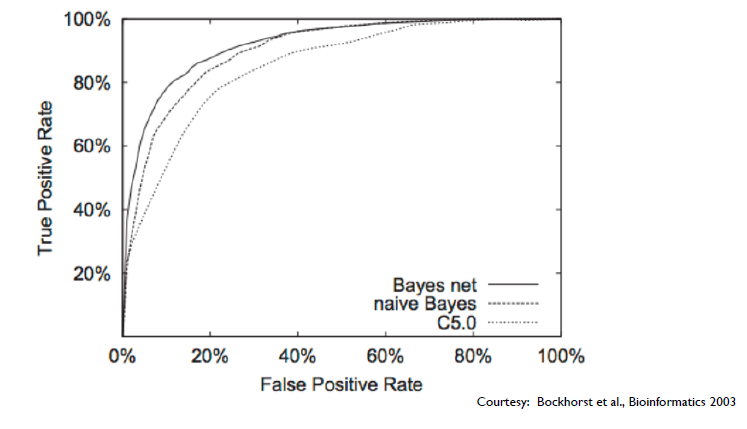 100%
80%
60%
40%
20%
True Positive Rate
Bayes net
naive Bayes
C5.0
0% 20% 40% 60% 80% 100%
False Positive Rate
Courtesy: Bockhorst et al., Bioinformatics 2003